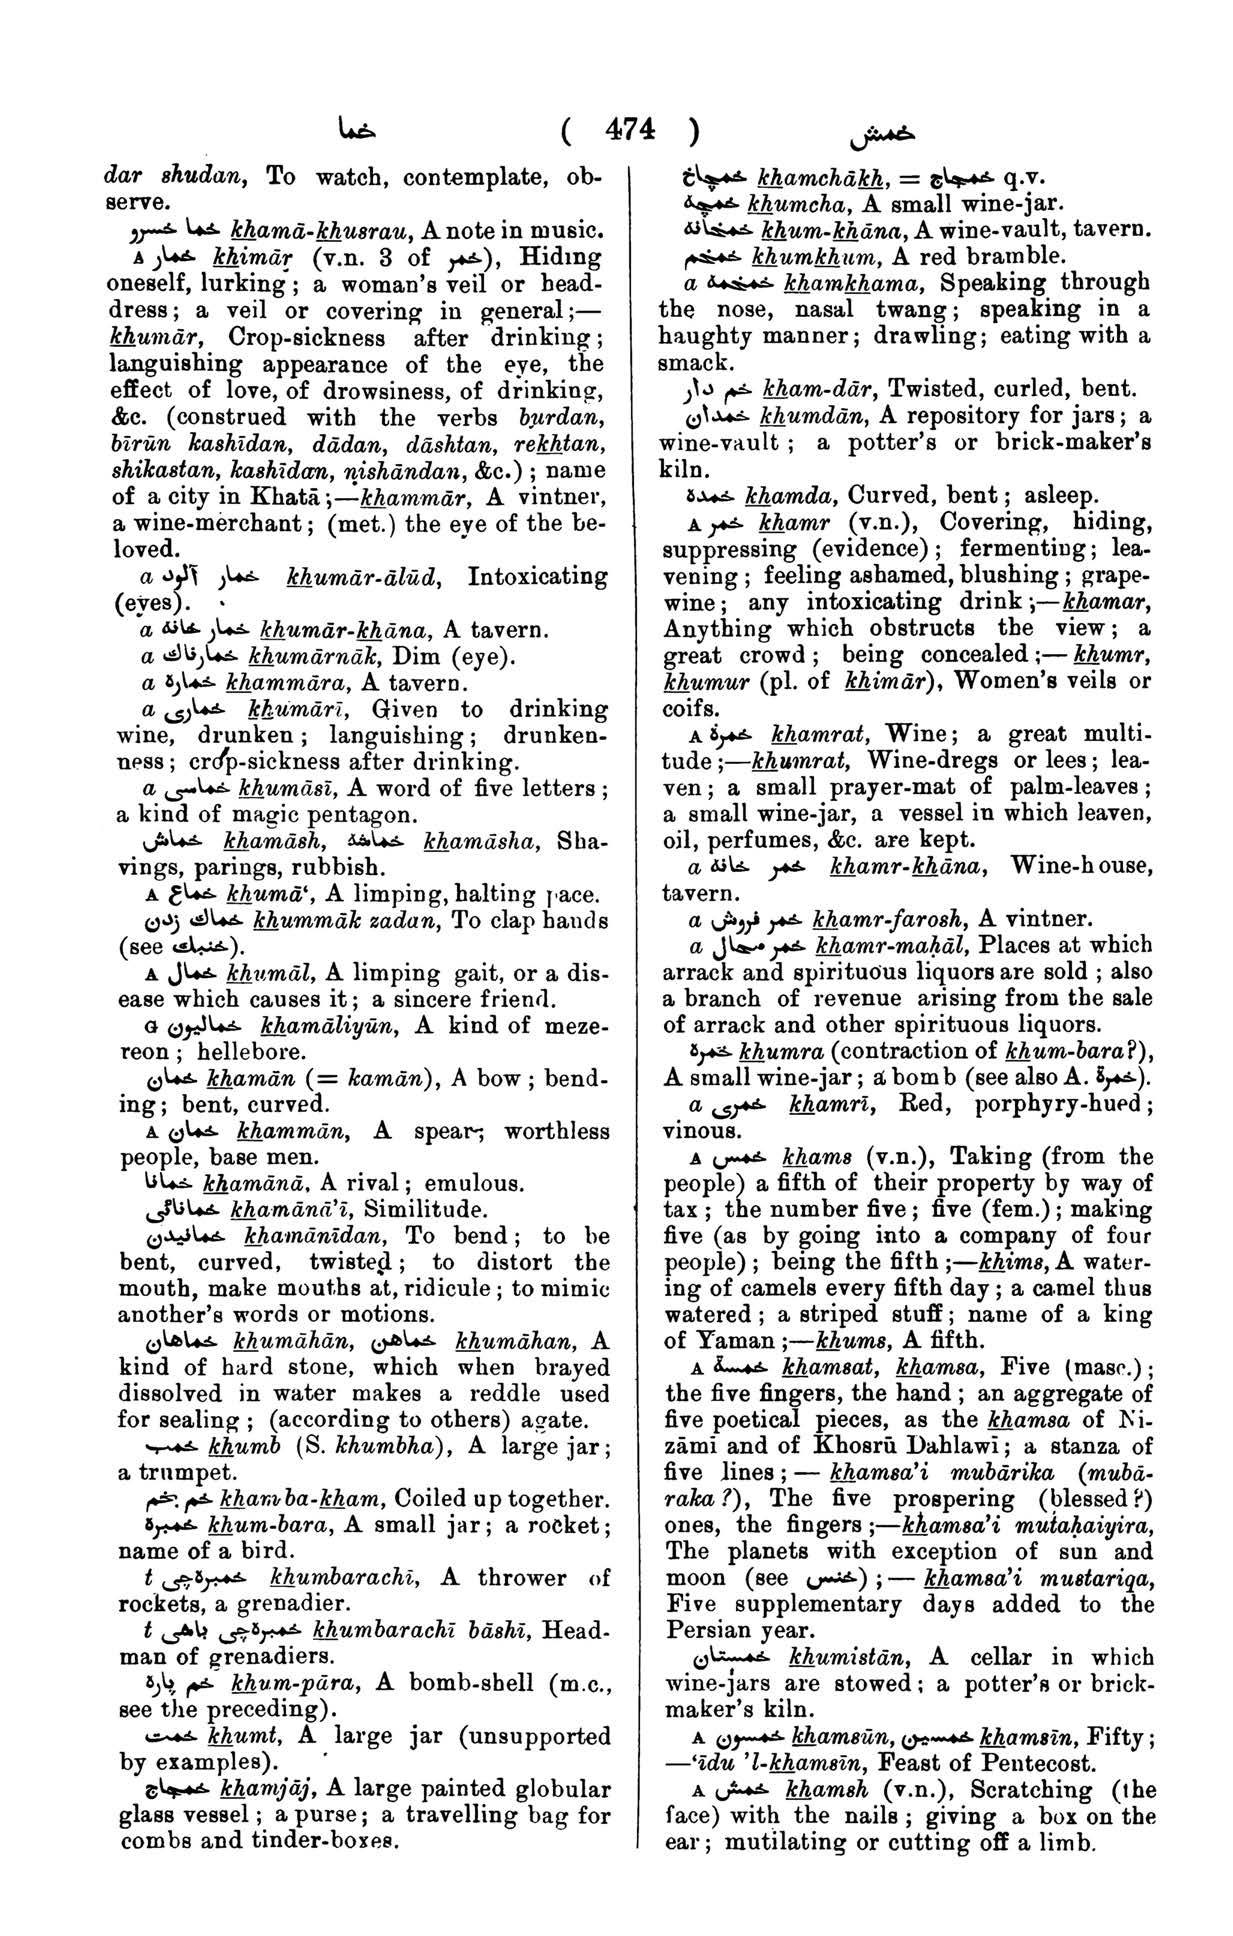 خما ( 474 ) خمش
dar shudan, To watch, contemplate, ob-
serve.
خما خسرو khamā-khusrau, A note in music.
A خمار khimār (v.n. 3 of خمر), Hiding
oneself, lurking; a woman's veil or head-
dress; a veil or covering in general;—
khumār, Crop-sickness after drinking;
languishing appearance of the eye, the
effect of love, of drowsiness, of drinking,
&c. (construed with the verbs burdan,
bīrūn kashīdan, dādan, dāshtan, rekhtan,
shikastan, kashīdan, nishāndan, &c.); name
of a city in Khatā;—khammār, A vintner,
a wine-merchant; (met.) the eye of the be-
loved.
a خمار آلود khumār-ālūd, Intoxicating
(eyes).
a خمار خانه khumār-khāna, A tavern.
a خمارناك khumārnāk, Dim (eye).
a خماره khammāra, A tavern.
a خماری khumārī, Given to drinking
wine, drunken; languishing; drunken-
ness; crop-sickness after drinking.
a خماسی khumāsī, A word of five letters;
a kind of magic pentagon.
خماش khamāsh, خماشه khamāsha, Sha-
vings, parings, rubbish.
A خماع khumā‘, A limping, halting pace.
خماك زدن khummāk zadan, To clap hands
(see خنبك).
A خمال khumāl, A limping gait, or a dis-
ease which causes it; a sincere friend.
G خماليون khamāliyūn, A kind of meze-
reon; hellebore.
خمان khamān (= kamān), A bow; bend-
ing; bent, curved.
A خمان khammān, A spear; worthless
people, base men.
خمانا khamānā, A rival; emulous.
خمانائی khamānā'ī, Similitude.
خمانیدن khamānīdan, To bend; to be
bent, curved, twisted; to distort the
mouth, make mouths at, ridicule; to mimic
another's words or motions.
خماهان khumāhān, خماهن khumāhan, A
kind of hard stone, which when brayed
dissolved in water makes a reddle used
for sealing; (according to others) agate.
خمب khumb (S. khumbha), A large jar;
a trumpet.
خم بخم kham ba-kham, Coiled up together.
خمبره khum-bara, A small jar; a rocket;
name of a bird.
t خمبره‌چی khumbarachī, A thrower of
rockets, a grenadier.
t خمبره‌چی باشی khumbarachī bāshī, Head-
man of grenadiers.
خم پاره khum-pāra, A bomb-shell (m.c.,
see the preceding).
خمت khumt, A large jar (unsupported
by examples).
خمجاج khamjāj, A large painted globular
glass vessel; a purse; a travelling bag for
combs and tinder-boxes.
خمچاخ khamchākh, = خمجاج q.v.
خمچه khumcha, A small wine-jar.
خمخانه khum-khāna, A wine-vault, tavern.
خمخم khumkhum, A red bramble.
a خمخمه khamkhama, Speaking through
the nose, nasal twang; speaking in a
haughty manner; drawling; eating with a
smack.
خم دار kham-dār, Twisted, curled, bent.
خمدان khumdān, A repository for jars; a
wine-vault; a potter's or brick-maker's
kiln.
خمده khamda, Curved, bent; asleep.
A خمر khamr (v.n.), Covering, hiding,
suppressing (evidence); fermenting; lea-
vening; feeling ashamed, blushing; grape-
wine; any intoxicating drink;—khamar,
Anything which obstructs the view; a
great crowd; being concealed;—khumr,
khumur (pl. of khimār), Women's veils or
coifs.
A خمرة khamrat, Wine; a great multi-
tude;—khumrat, Wine-dregs or lees; lea-
ven; a small prayer-mat of palm-leaves;
a small wine-jar, a vessel in which leaven,
oil, perfumes, &c. are kept.
a خمر خانه khamr-khāna, Wine-house,
tavern.
a خمر فروش khamr-farosh, A vintner.
a خمر محال khamr-maḥāl, Places at which
arrack and spirituous liquors are sold; also
a branch of revenue arising from the sale
of arrack and other spirituous liquors.
خمره khumra (contraction of khum-bara?),
A small wine-jar; a bomb (see also A. خمرة).
a خمری khamrī, Red, porphyry-hued;
vinous.
A خمس khams (v.n.), Taking (from the
people) a fifth of their property by way of
tax; the number five; five (fem.); making
five (as by going into a company of four
people); being the fifth;—khims, A water-
ing of camels every fifth day; a camel thus
watered; a striped stuff; name of a king
of Yaman;—khums, A fifth.
A خمسة khamsat, khamsa, Five (masc.);
the five fingers, the hand; an aggregate of
five poetical pieces, as the khamsa of Ni-
zāmī and of Khosrū Dahlawī; a stanza of
five lines;— khamsa'i mubārika (mubā-
raka?), The five prospering (blessed?)
ones, the fingers;—khamsa'i mutaḥaiyira,
The planets with exception of sun and
moon (see خنس);— khamsa'i mustariqa,
Five supplementary days added to the
Persian year.
خمستان khumistān, A cellar in which
wine-jars are stowed; a potter's or brick-
maker's kiln.
A خمسون khamsūn, خمسين khamsīn, Fifty;
—‘īdu 'l-khamsīn, Feast of Pentecost.
A خمش khamsh (v.n.), Scratching (the
face) with the nails; giving a box on the
ear; mutilating or cutting off a limb.